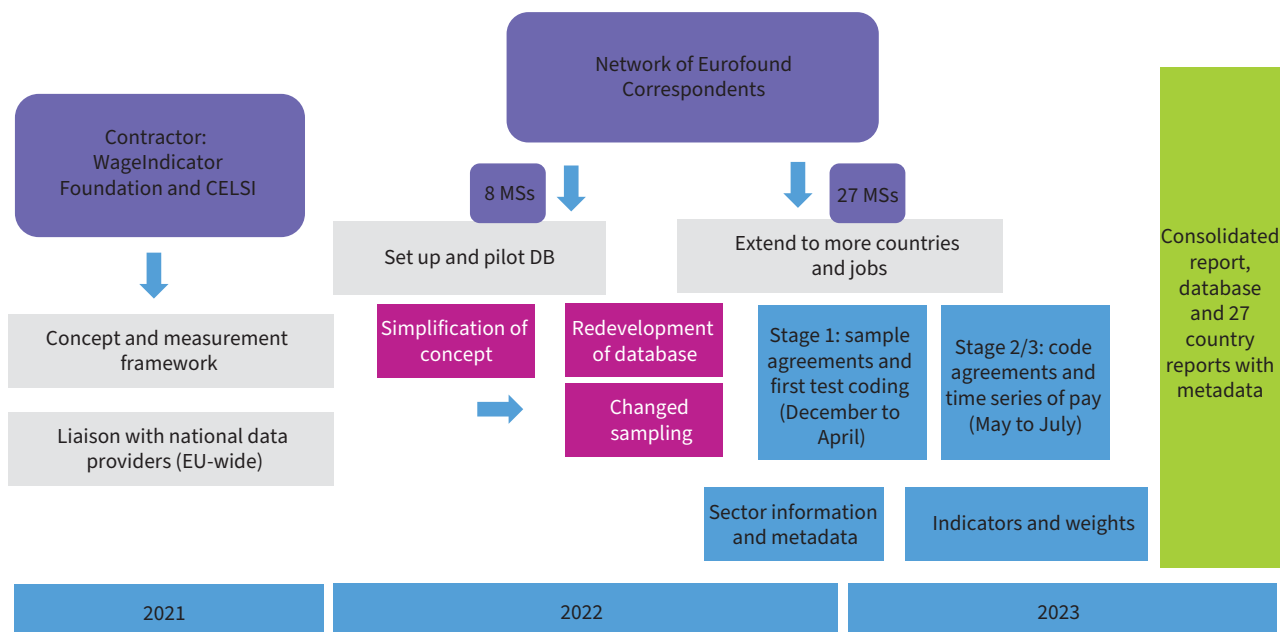 Network of Eurofound
Correspondents
Contractor:
WageIndicator
Foundation and CELSI
8 MSs
27 MSs
Set up and pilot DB
Extend to more countries
and jobs
Consolidated
report,
database
and 27
country
reports with
metadata
Concept and measurement
framework
Liaison with national data
providers (EU-wide)
Simplification of
concept
Redevelopment
of database
Changed
sampling
Stage 1: sample
agreements and
first test coding
(December to
April)
Stage 2/3: code
agreements and
time series of pay
(May to July)
Sector information
and metadata
Indicators and weights
2021
2022
2023